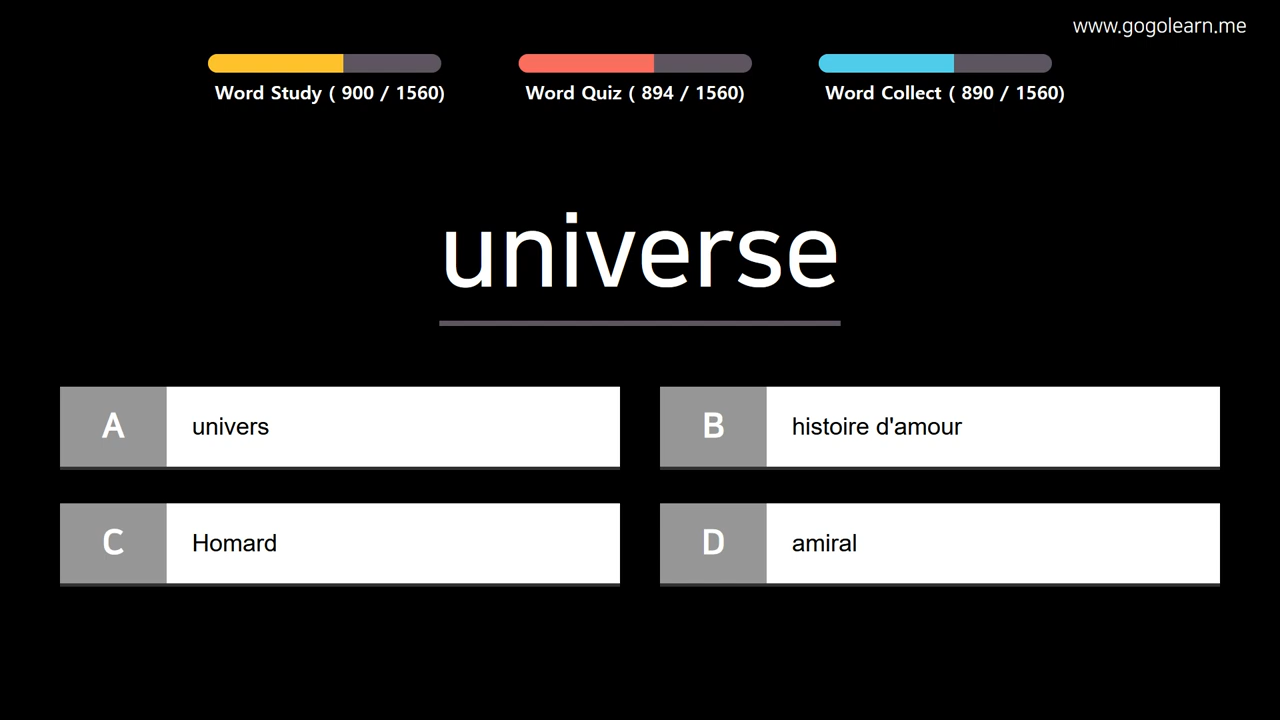 www.gogolearn.me
Word Study ( 900 / 1560)
Word Quiz ( 894 / 1560)
Word Collect ( 890 / 1560)
universe
A univers
B histoire d'amour
C Homard
D amiral